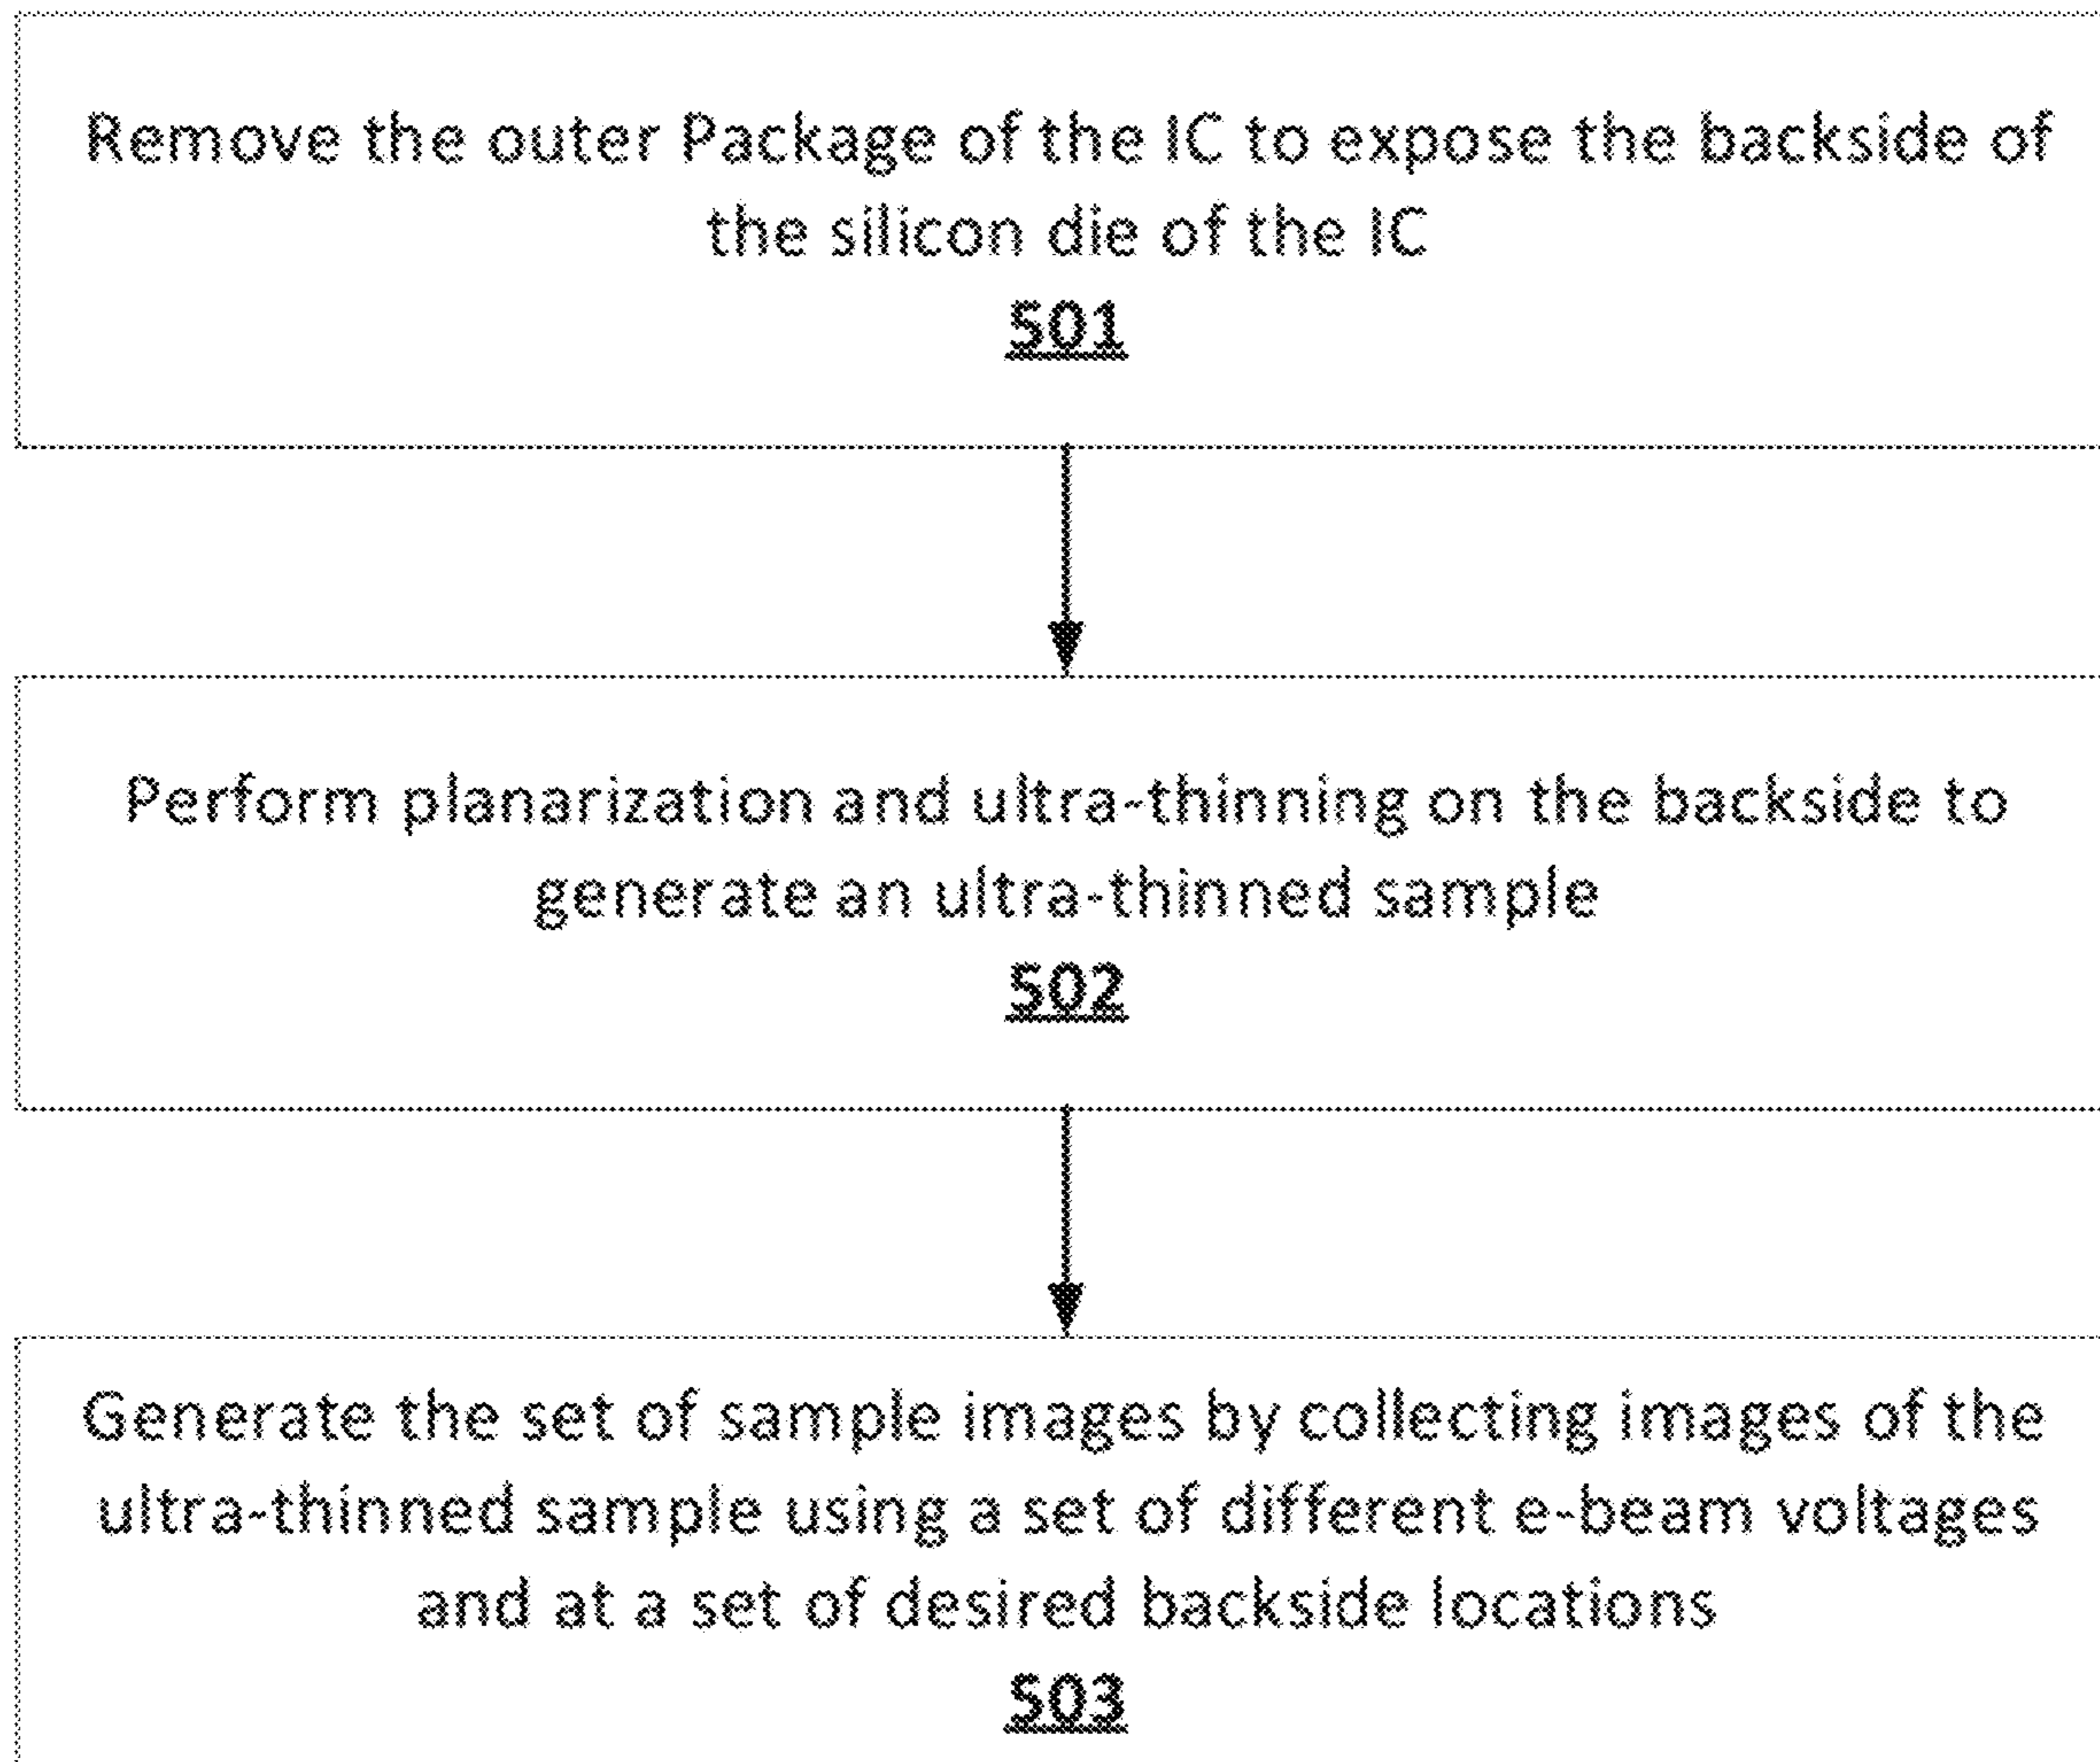 Remove the outer Package of the IC to expose the backside of
the silicon die of the IC
501
Perform planarization and ultra-thinning on the backside to
generate an ultra-thinned sample
502
Generate the set of sample images by collecting images of the
ultra-thinned sample using a set of different e-beam voltages
and at a set of desired backside locations
503